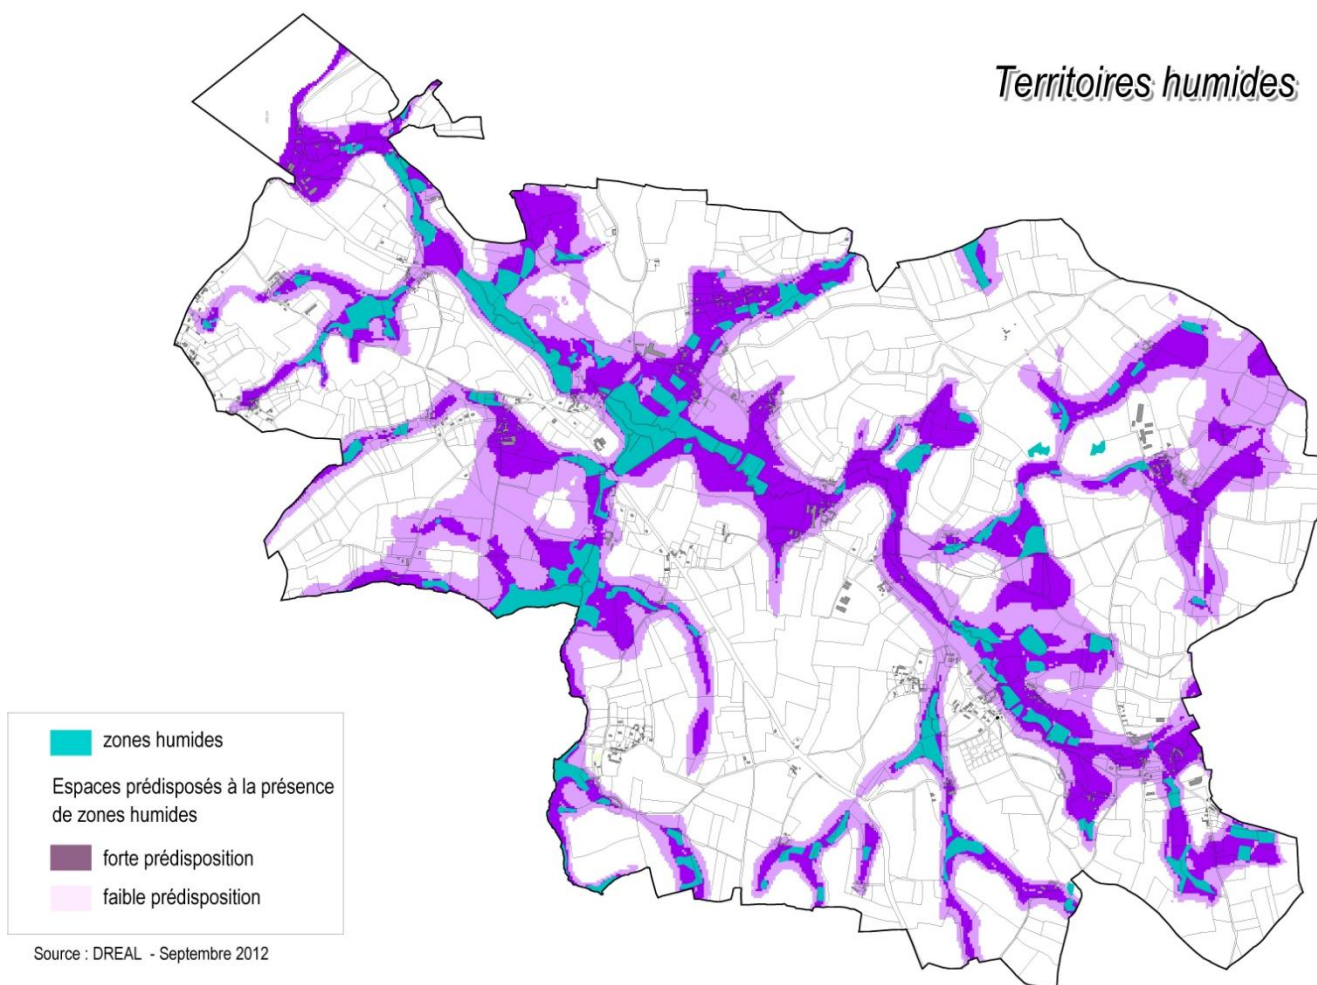 Territoires humides
zones humides
Espaces prédisposés à la présence
de zones humides
forte prédisposition
faible prédisposition
Source : DREAL - Septembre 2012